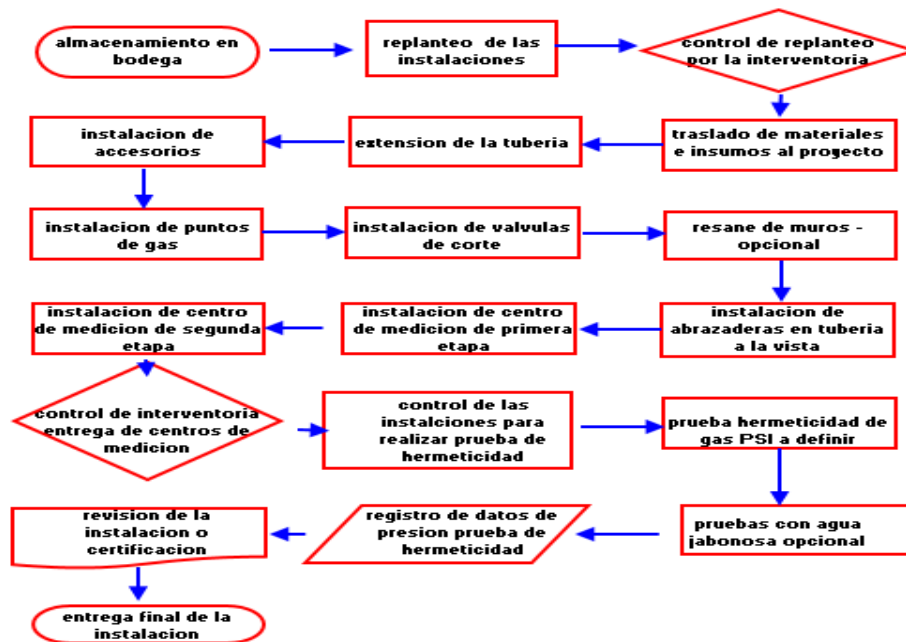 almacenamiento en
bodega
replanteo de las
instalaciones
control de replanteo
por la interventoria
traslado de materiales
e insumos al proyecto
extension de la tuberia
instalacion de
accesorios
instalacion de puntos
de gas
instalacion de valvulas
de corte
resane de muros -
opcional
instalacion de
abrazaderas en tuberia
a la vista
instalacion de centro
de medicion de primera
etapa
instalacion de centro
de medicion de segunda
etapa
control de interventoria
entrega de centros de
medicion
control de las
instalciones para
realizar prueba de
hermeticidad
prueba hermeticidad de
gas PSI a definir
pruebas con agua
jabonosa opcional
registro de datos de
presion prueba de
hermeticidad
revision de la
instalacion o
certificacion
entrega final de la
instalacion